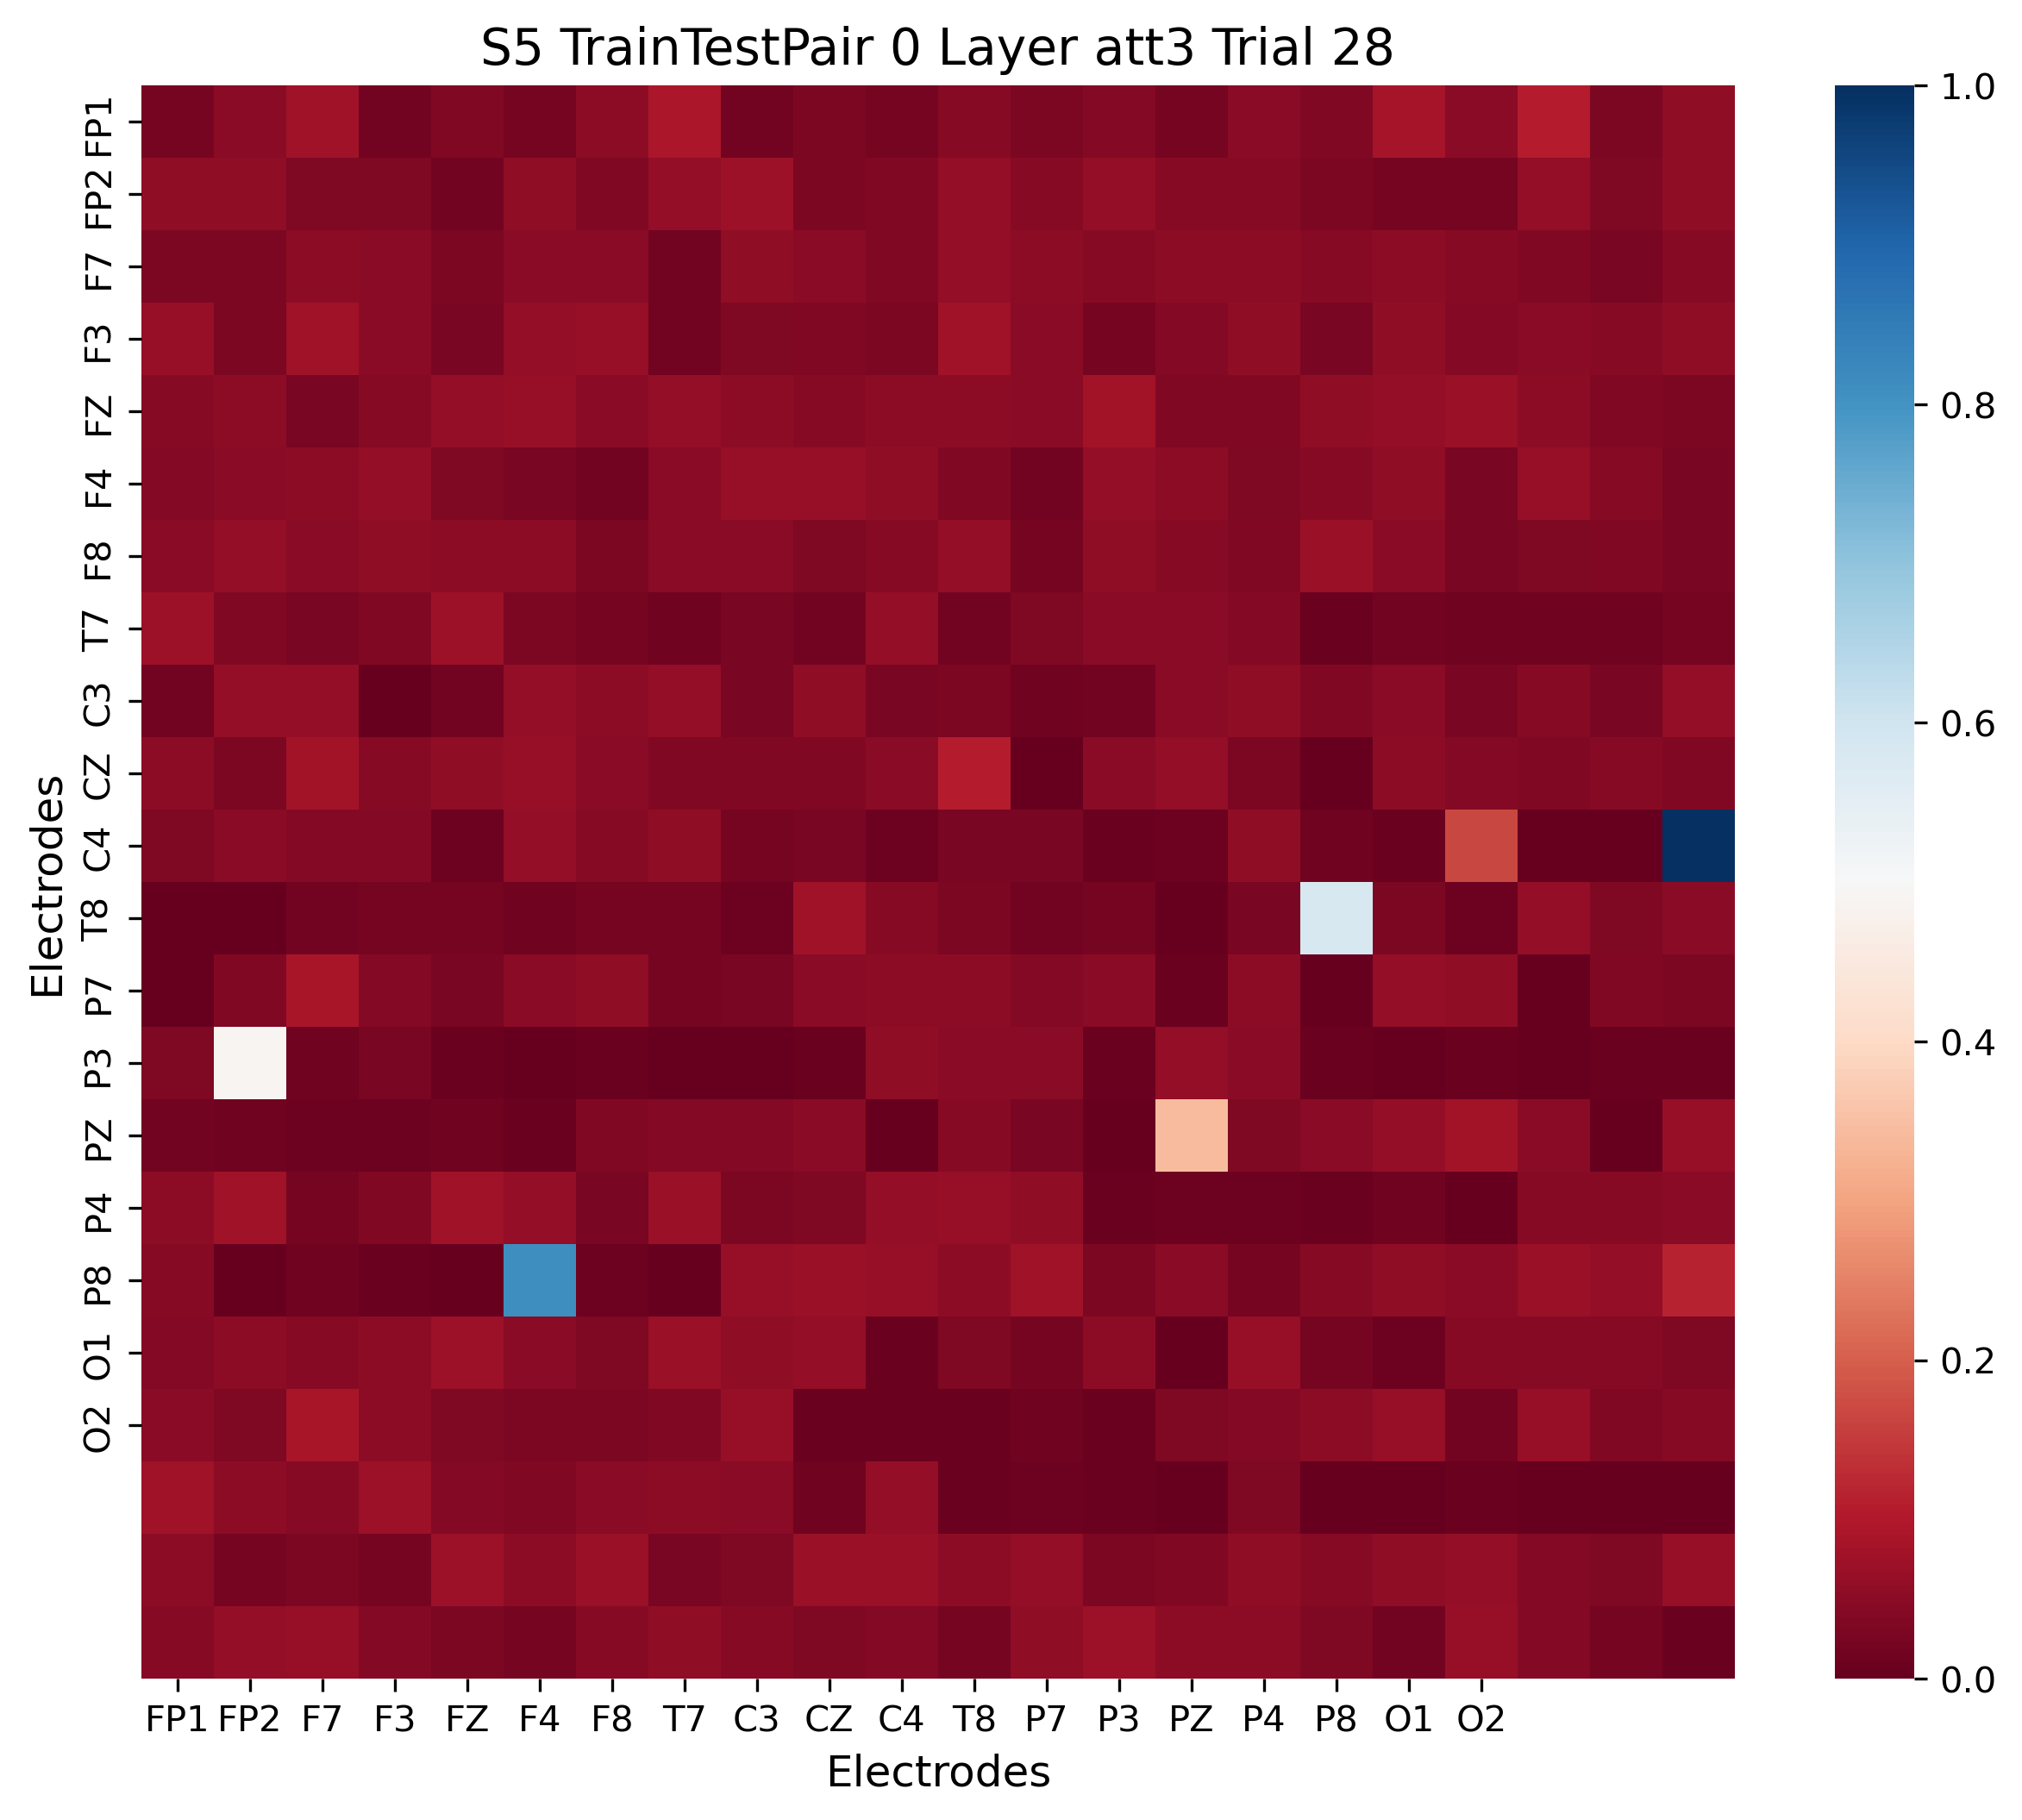 S5 TrainTestPair 0 Layer att3 Trial 28
Electrodes
FP1
FP2
F7
F3
FZ
F4
F8
T7
C3
CZ
C4
T8
P7
P3
PZ
P4
P8
O1
O2
FP1 FP2 F7 F3 FZ F4 F8 T7 C3 CZ C4 T8 P7 P3 PZ P4 P8 O1 O2
Electrodes
1.0
0.8
0.6
0.4
0.2
0.0